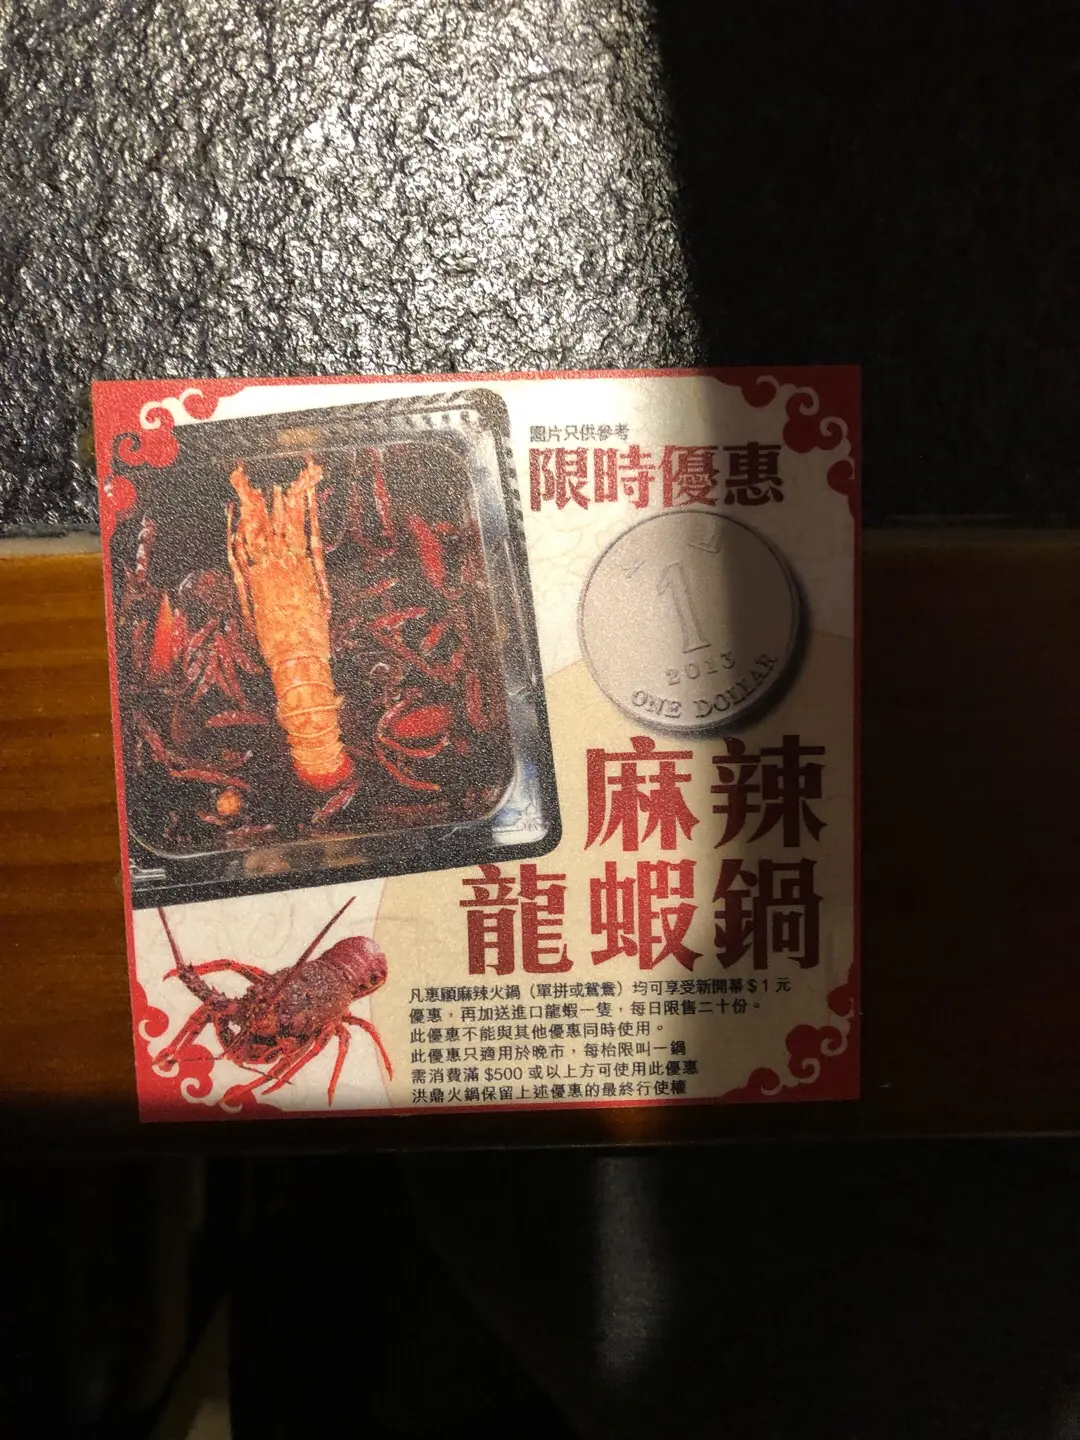 圖片只供參考
限時優惠
1
2013
ONE DOLLAR
麻辣
龍蝦鍋
凡惠顧麻辣火鍋（單拼或鴛鴦）均可享受新開幕$1元
優惠，再加送進口龍蝦一隻，每日限售二十份。
此優惠不能與其他優惠同時使用。
此優惠只適用於晚市，每枱限叫一鍋
需消費滿 $500 或以上方可使用此優惠
洪鼎火鍋保留上述優惠的最終行使權